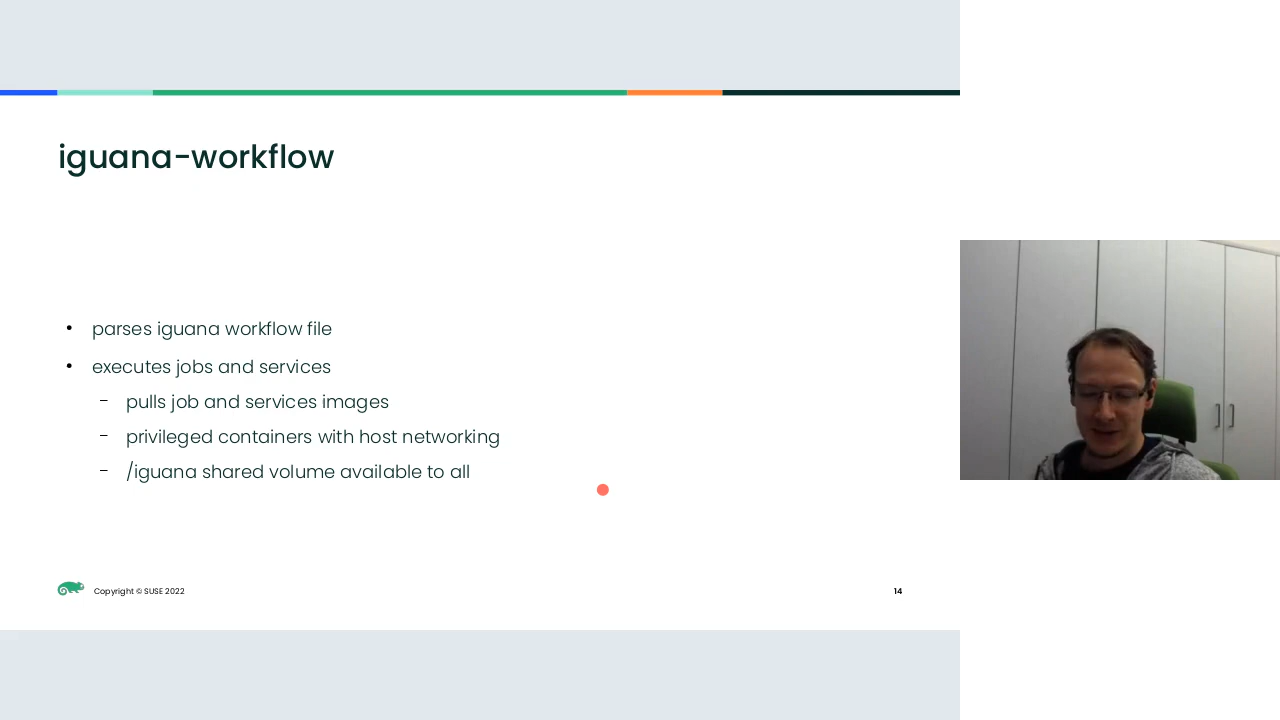 iguana-workflow
• parses iguana workflow file
• executes jobs and services
– pulls job and services images
– privileged containers with host networking
– /iguana shared volume available to all
Copyright © SUSE 2022
14